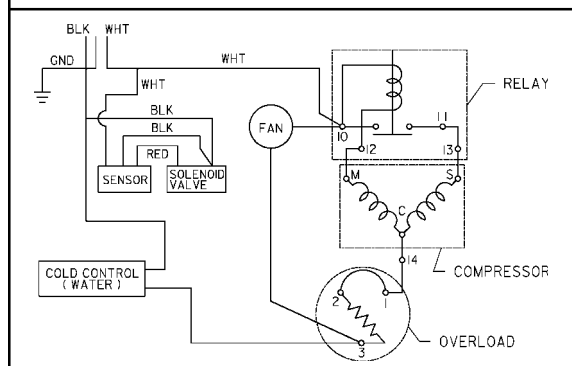 BLK WHT
GND
WHT
WHT
BLK
BLK
RED
SENSOR
SOLENOID
VALVE
FAN
10
11
12
13
RELAY
M
S
C
14
COMPRESSOR
COLD CONTROL
( WATER )
2
1
3
OVERLOAD